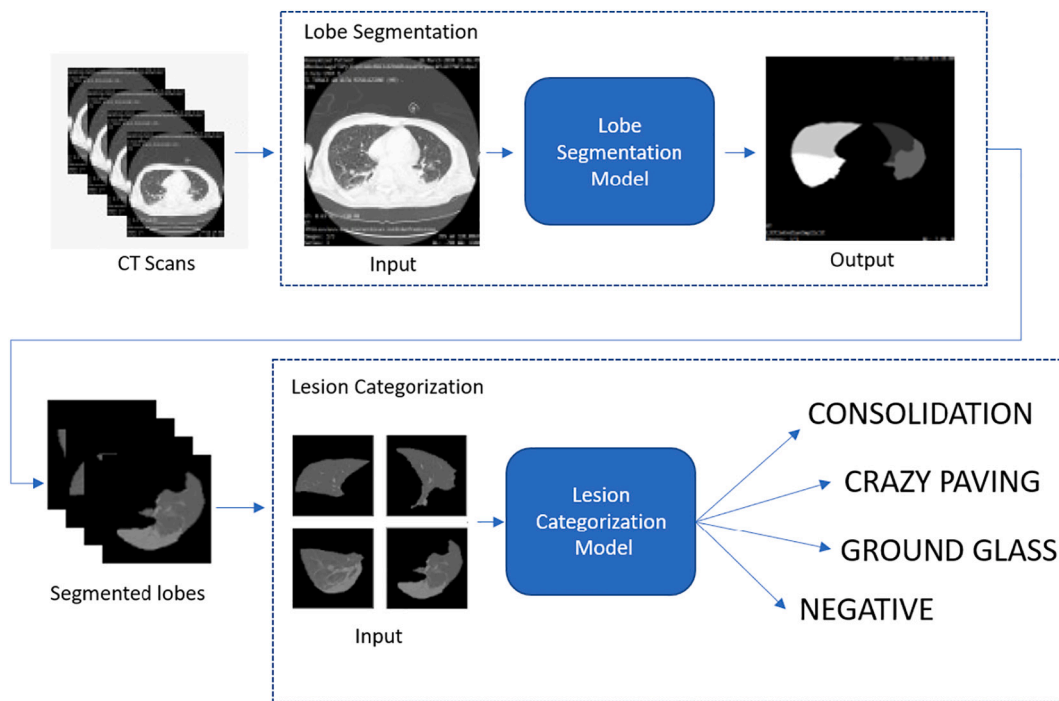 Lobe Segmentation
Lobe
Segmentation
Model
CT Scans
Input
Output
Lesion Categorization
CONSOLIDATION
CRAZY PAVING
Lesion
Categorization
Model
GROUND GLASS
NEGATIVE
Segmented lobes
Input